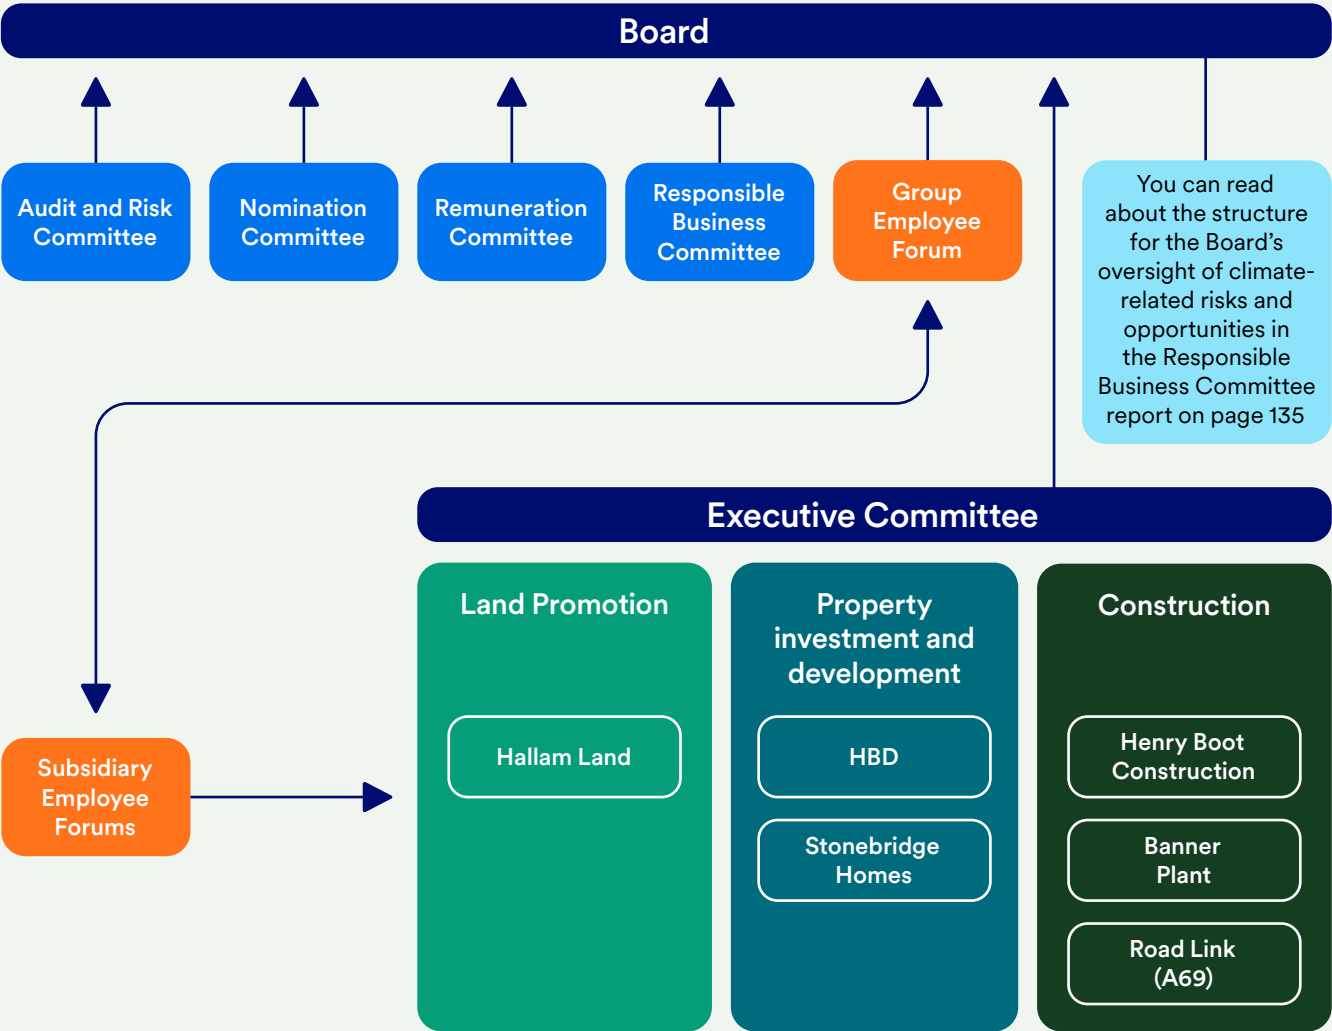 Board
Audit and Risk
Committee
Nomination
Committee
Remuneration
Committee
Responsible
Business
Committee
Group
Employee
Forum
You can read
about the structure
for the Board’s
oversight of climate-
related risks and
opportunities in
the Responsible
Business Committee
report on page 135
Executive Committee
Land Promotion
Hallam Land
Property
investment and
development
HBD
Stonebridge
Homes
Construction
Henry Boot
Construction
Banner
Plant
Road Link
(A69)
Subsidiary
Employee
Forums